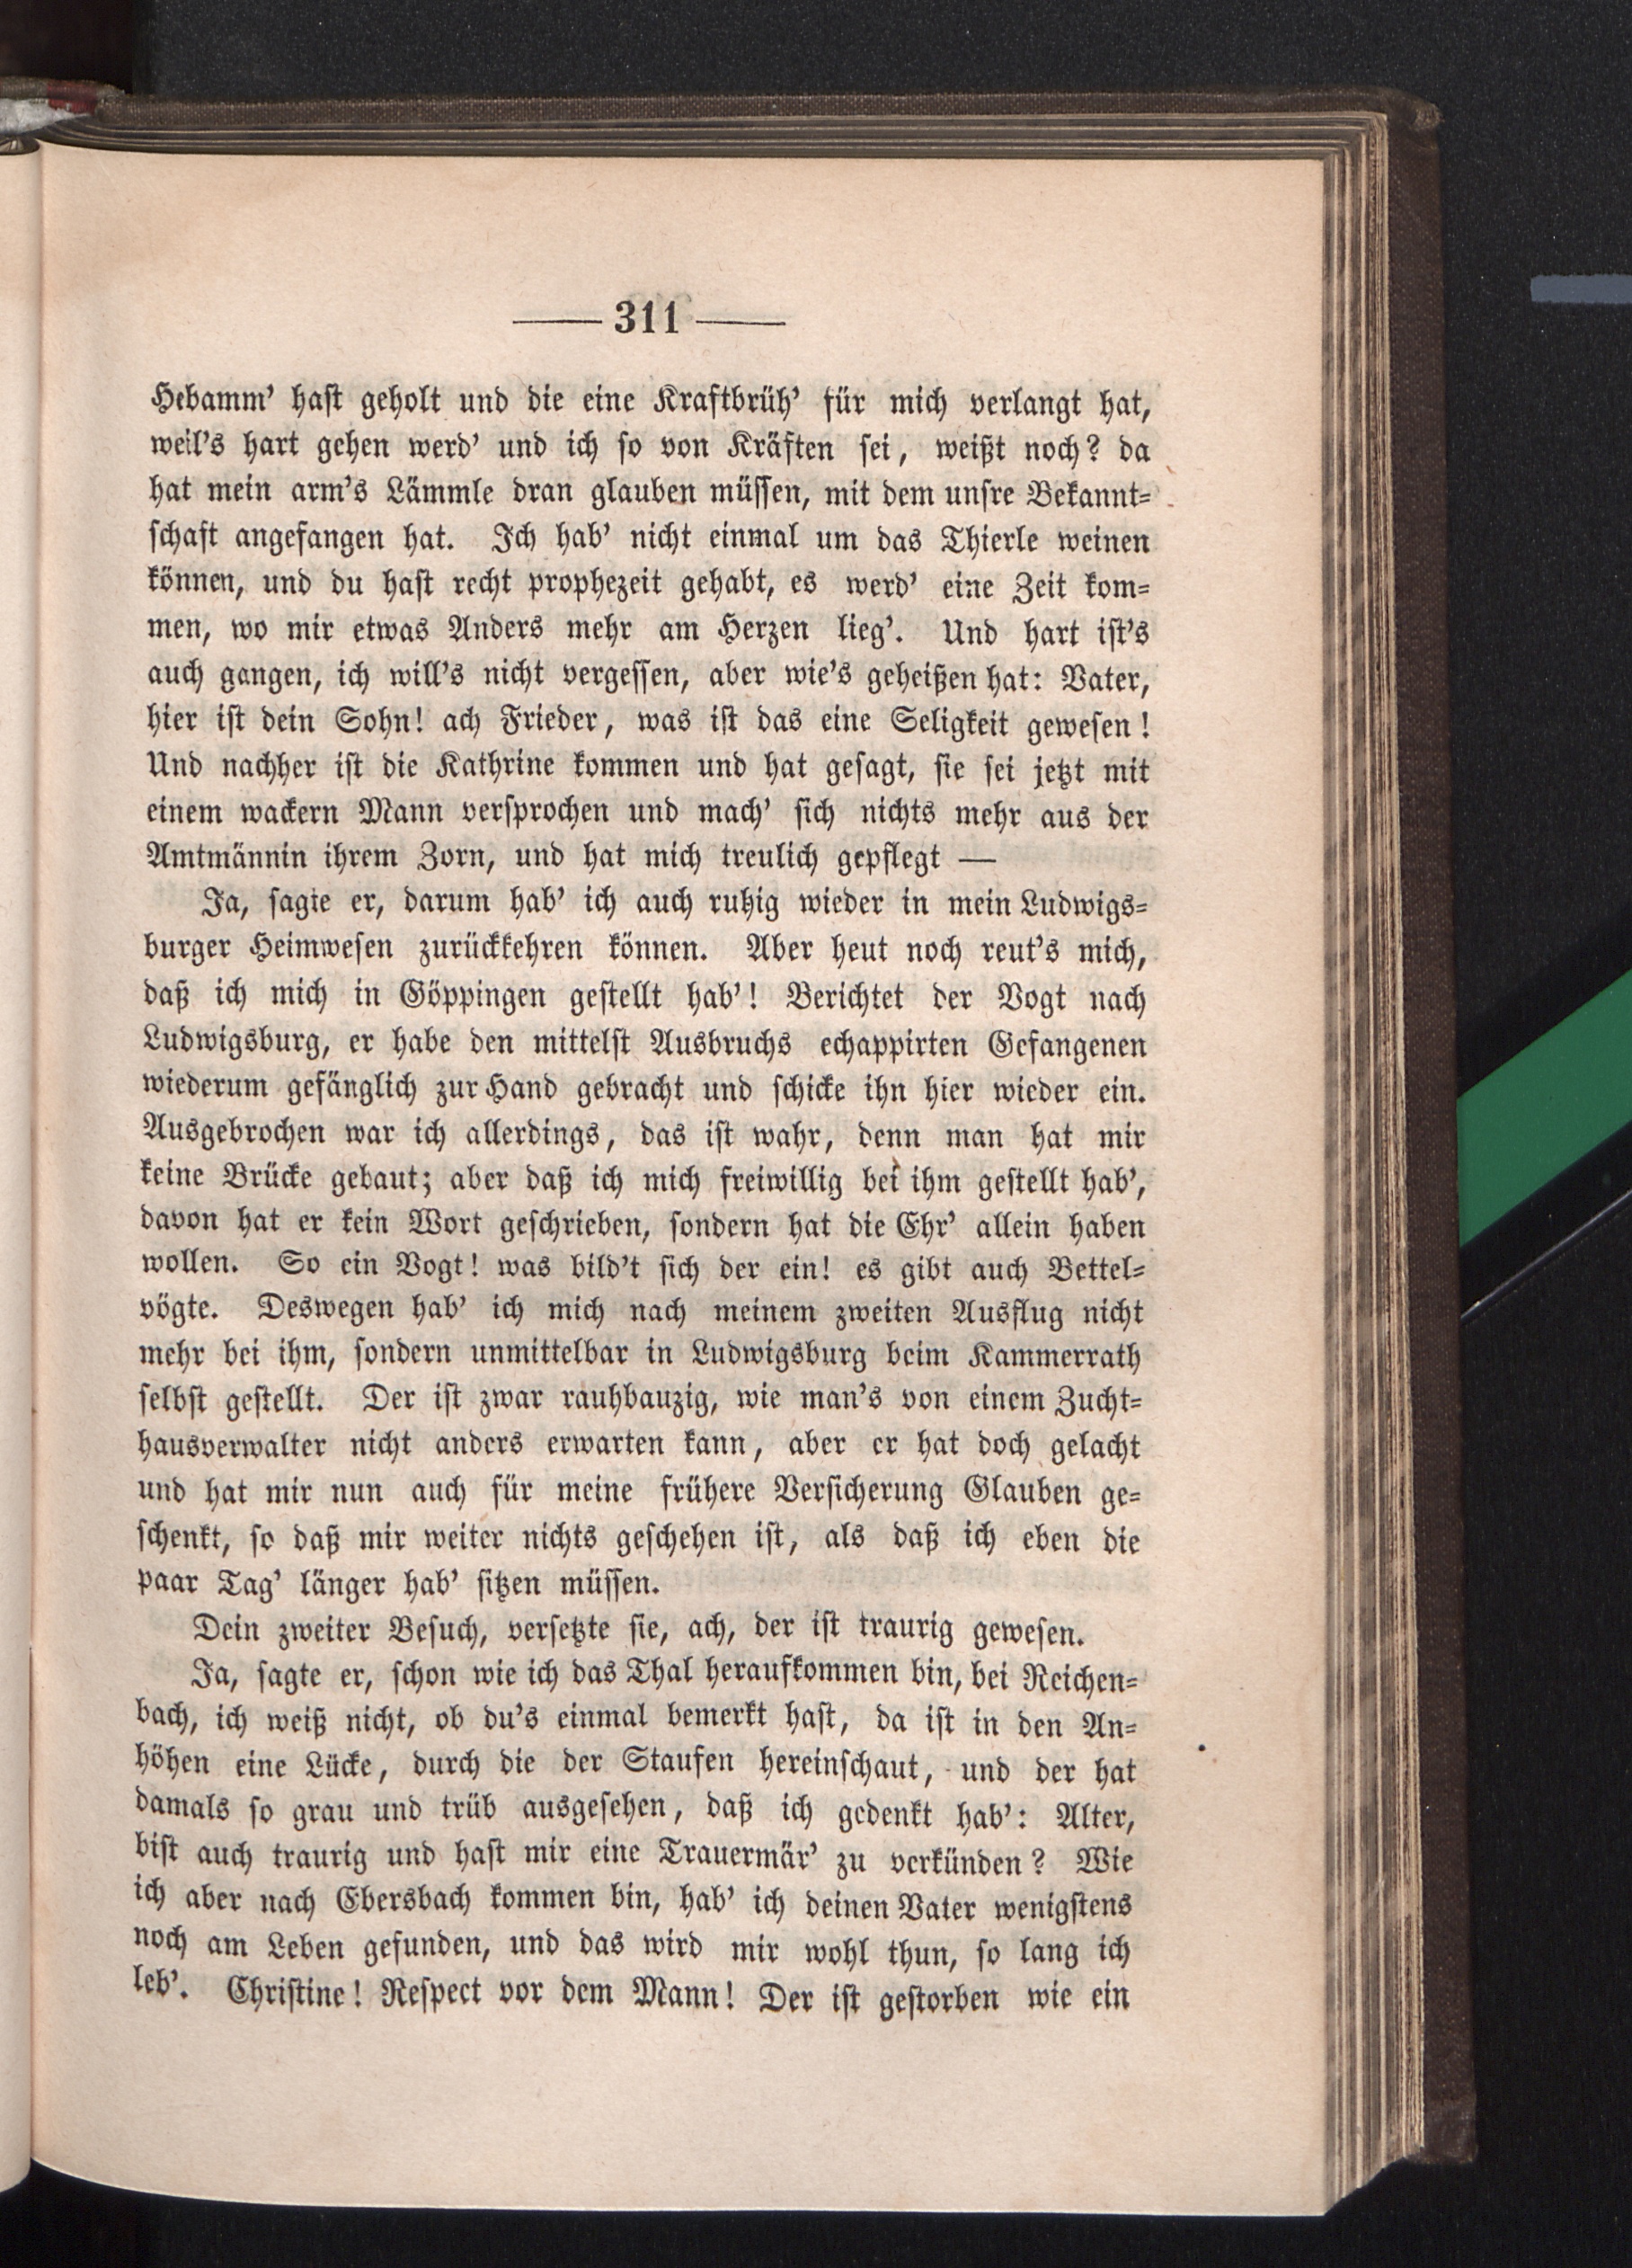 311
Hebamm’ hast geholt und die eine Kraftbrüh’ für mich verlangt hat,
weil’s hart gehen werd’ und ich so von Kräften sei, weißt noch? da
hat mein arm’s Lämmle dran glauben müssen, mit dem unsre Bekannt-
schaft angefangen hat. Ich hab’ nicht einmal um das Thierle weinen
können, und du hast recht prophezeit gehabt, es werd’ eine Zeit kom-
men, wo mir etwas Anders mehr am Herzen lieg’. Und hart ist’s
auch gangen, ich will’s nicht vergessen, aber wie’s geheißen hat: Vater,
hier ist dein Sohn! ach Frieder, was ist das eine Seligkeit gewesen!
Und nachher ist die Kathrine kommen und hat gesagt, sie sei jetzt mit
einem wackern Mann versprochen und mach’ sich nichts mehr aus der
Amtmännin ihrem Zorn, und hat mich treulich gepflegt —
Ja, sagte er, darum hab’ ich auch ruhig wieder in mein Ludwigs-
burger Heimwesen zurückkehren können. Aber heut noch reut’s mich,
daß ich mich in Göppingen gestellt hab’! Berichtet der Vogt nach
Ludwigsburg, er habe den mittelst Ausbruchs echappirten Gefangenen
wiederum gefänglich zur Hand gebracht und schicke ihn hier wieder ein.
Ausgebrochen war ich allerdings, das ist wahr, denn man hat mir
keine Brücke gebaut; aber daß ich mich freiwillig bei ihm gestellt hab’,
davon hat er kein Wort geschrieben, sondern hat die Ehr’ allein haben
wollen. So ein Vogt! was bild’t sich der ein! es gibt auch Bettel-
vögte. Deswegen hab’ ich mich nach meinem zweiten Ausflug nicht
mehr bei ihm, sondern unmittelbar in Ludwigsburg beim Kammerrath
selbst gestellt. Der ist zwar rauhbauzig, wie man’s von einem Zucht-
hausverwalter nicht anders erwarten kann, aber er hat doch gelacht
und hat mir nun auch für meine frühere Versicherung Glauben ge-
schenkt, so daß mir weiter nichts geschehen ist, als daß ich eben die
paar Tag’ länger hab’ sitzen müssen.
Dein zweiter Besuch, versetzte sie, ach, der ist traurig gewesen.
Ja, sagte er, schon wie ich das Thal heraufkommen bin, bei Reichen-
bach, ich weiß nicht, ob du’s einmal bemerkt hast, da ist in den An-
höhen eine Lücke, durch die der Staufen hereinschaut, und der hat
damals so grau und trüb ausgesehen, daß ich gedenkt hab’: Alter,
bist auch traurig und hast mir eine Trauermär’ zu verkünden? Wie
ich aber nach Ebersbach kommen bin, hab’ ich deinen Vater wenigstens
noch am Leben gefunden, und das wird mir wohl thun, so lang ich
leb’. Christine! Respect vor dem Mann! Der ist gestorben wie ein